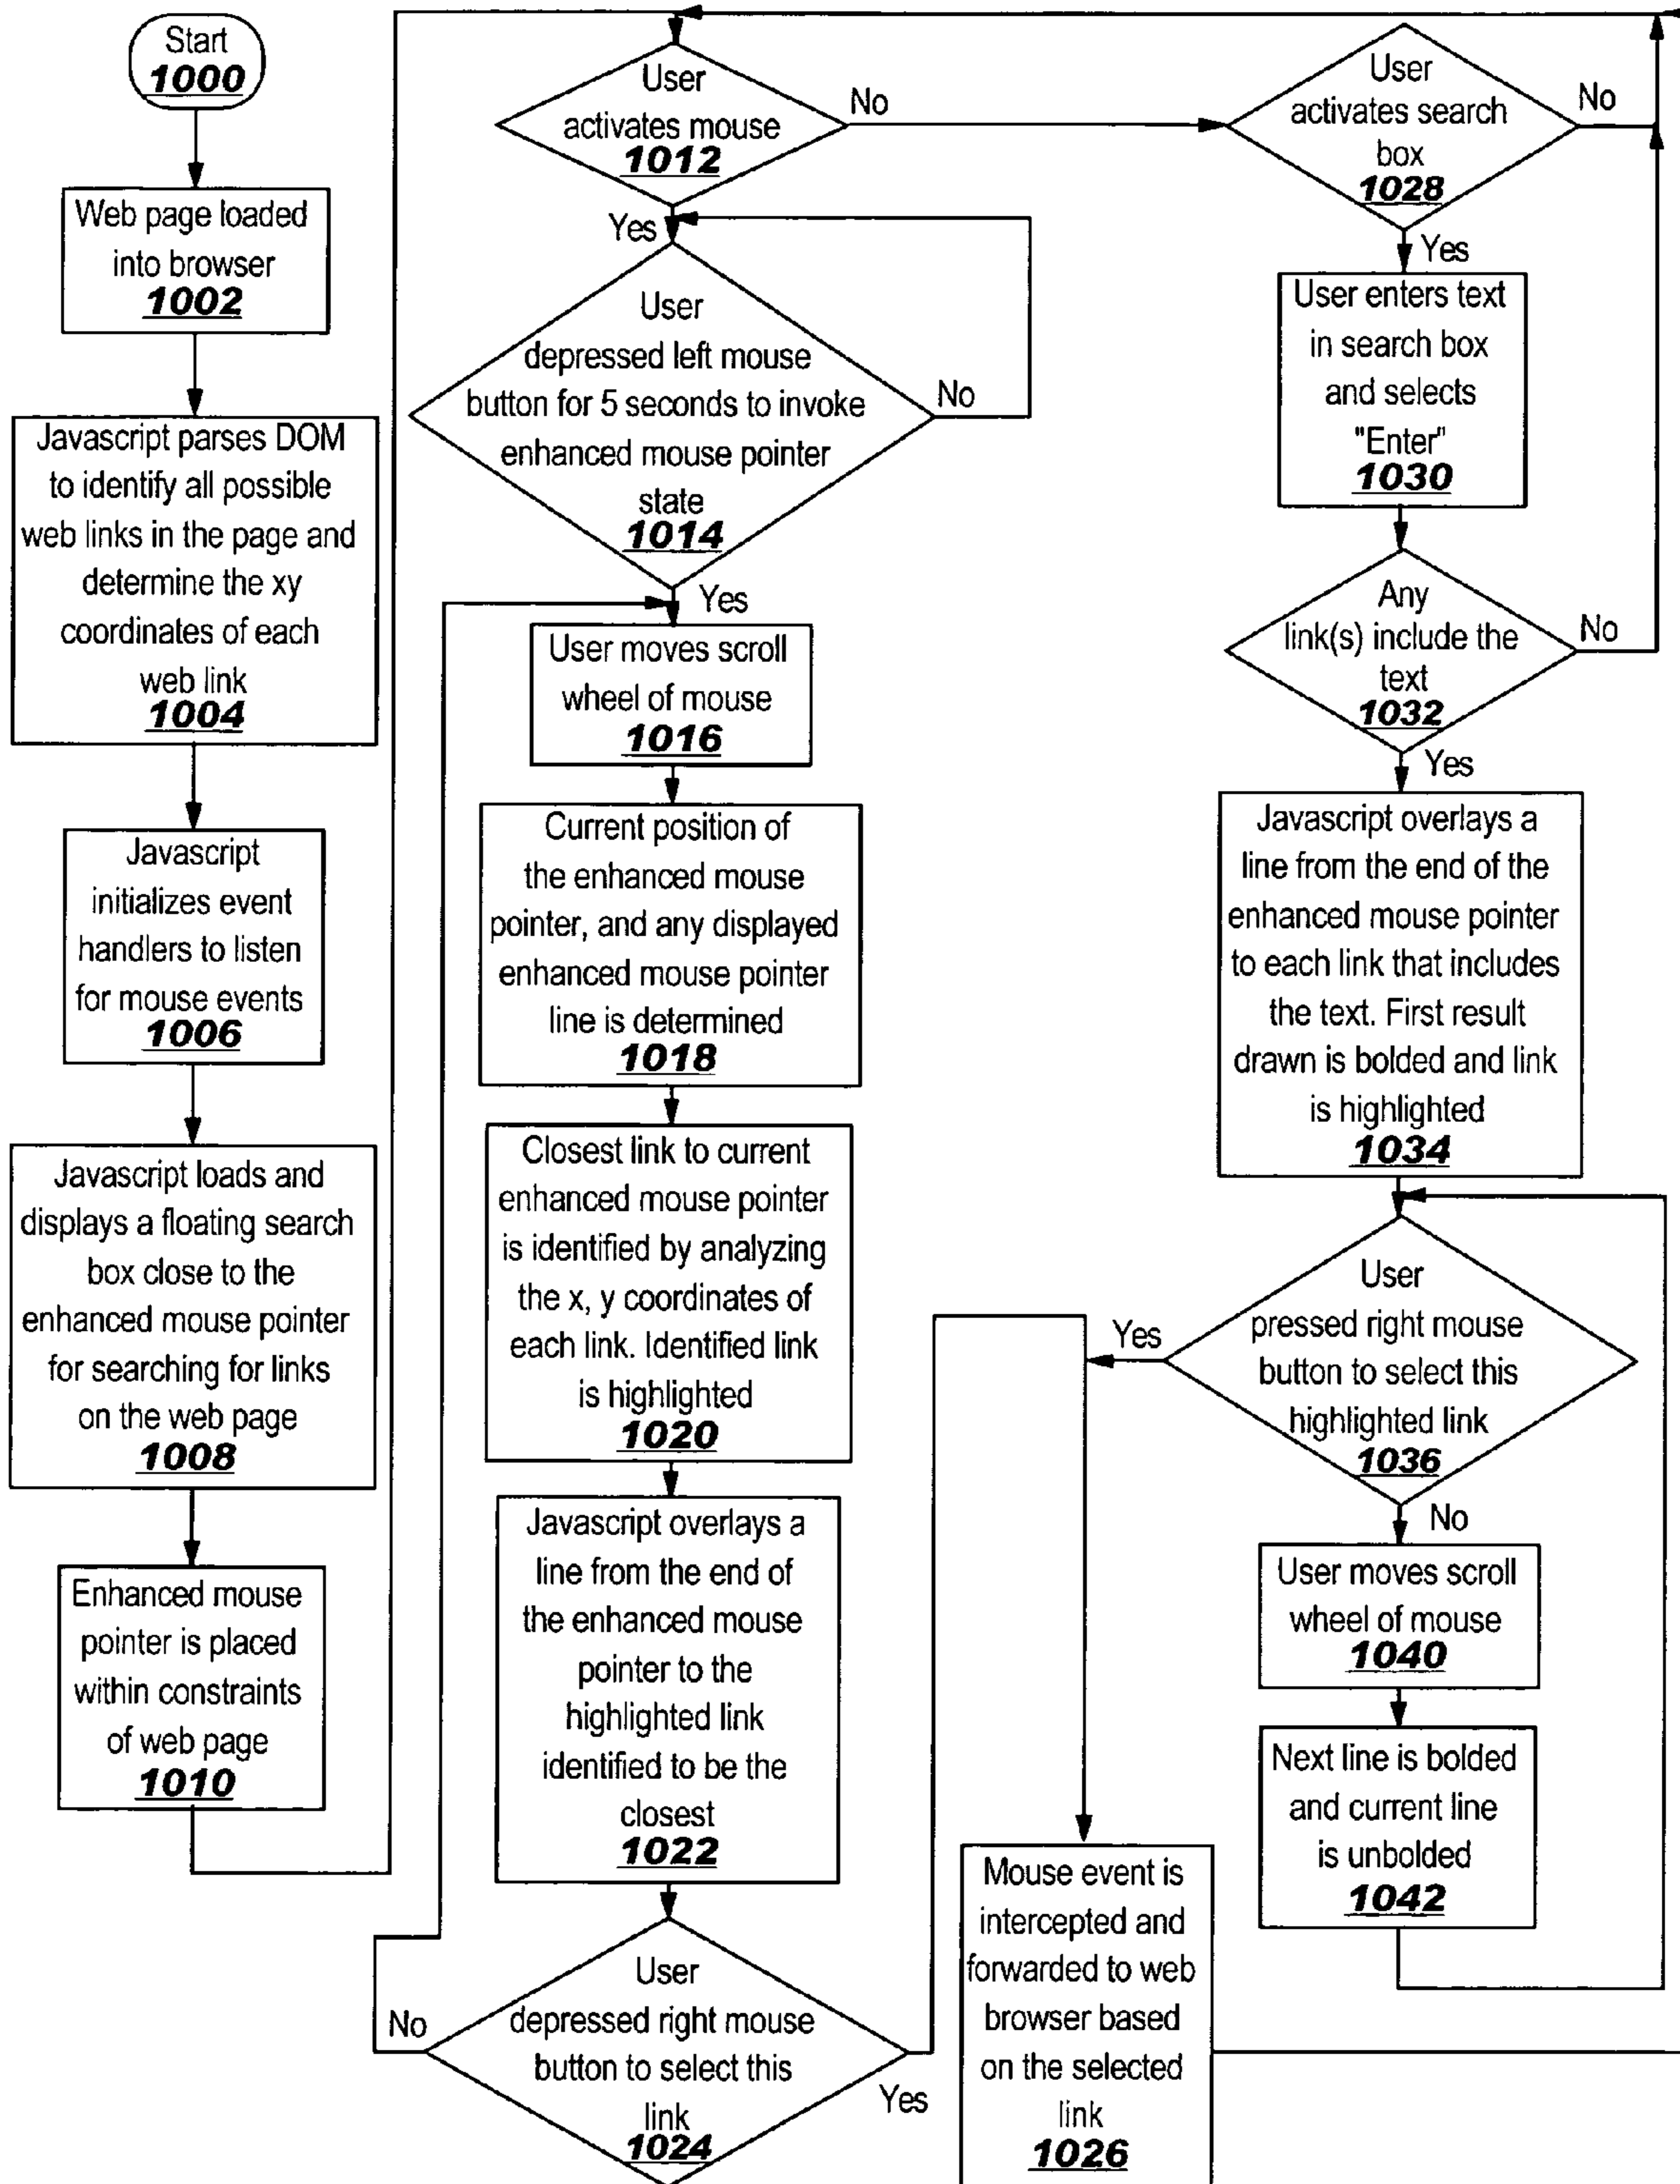 Start
1000
Web page loaded
into browser
1002
Javascript parses DOM
to identify all possible
web links in the page and
determine the xy
coordinates of each
web link
1004
Javascript
initializes event
handlers to listen
for mouse events
1006
Javascript loads and
displays a floating search
box close to the
enhanced mouse pointer
for searching for links
on the web page
1008
Enhanced mouse
pointer is placed
within constraints
of web page
1010
User
activates mouse
1012
No
Yes
User
depressed left mouse
button for 5 seconds to invoke
enhanced mouse pointer
state
1014
No
Yes
User moves scroll
wheel of mouse
1016
Current position of
the enhanced mouse
pointer, and any displayed
enhanced mouse pointer
line is determined
1018
Closest link to current
enhanced mouse pointer
is identified by analyzing
the x, y coordinates of
each link. Identified link
is highlighted
1020
Javascript overlays a
line from the end of
the enhanced mouse
pointer to the
highlighted link
identified to be the
closest
1022
User
depressed right mouse
button to select this
link
1024
No
Yes
Mouse event is
intercepted and
forwarded to web
browser based
on the selected
link
1026
User
activates search
box
1028
No
Yes
User enters text
in search box
and selects
"Enter"
1030
Any
link(s) include the
text
1032
No
Yes
Javascript overlays a
line from the end of the
enhanced mouse pointer
to each link that includes
the text. First result
drawn is bolded and link
is highlighted
1034
User
pressed right mouse
button to select this
highlighted link
1036
Yes
No
User moves scroll
wheel of mouse
1040
Next line is bolded
and current line
is unbolded
1042